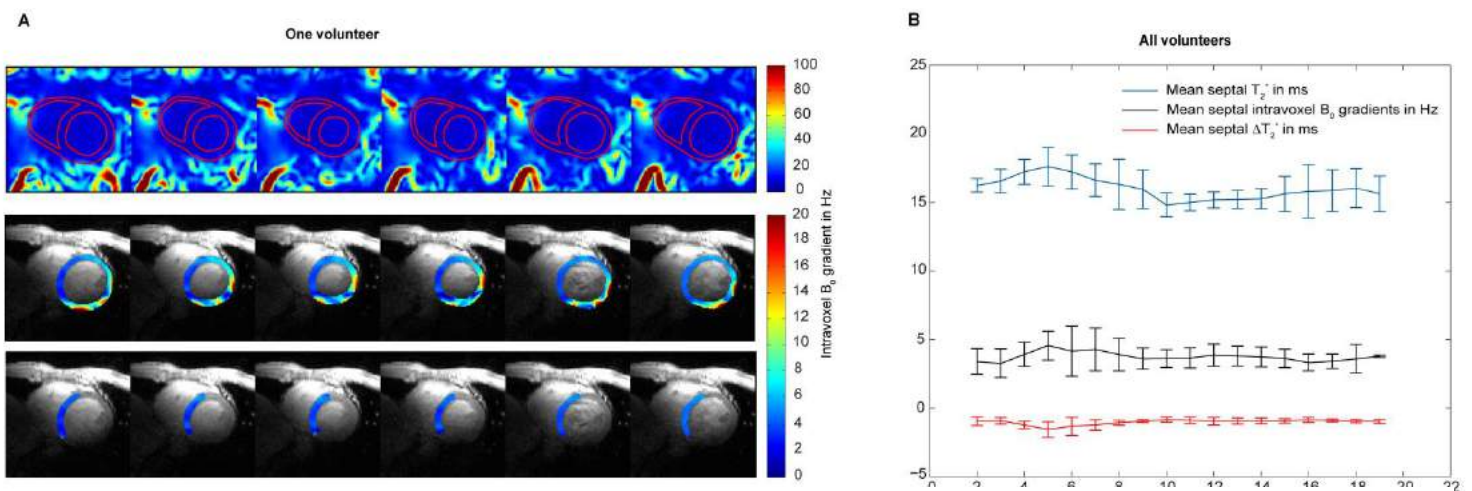 A
One volunteer
100
80
60
40
20
0
20
18
16
14
12
10
8
6
4
2
0
Intravoxel B₀ gradient in Hz
B
All volunteers
Mean septal T₂* in ms
Mean septal intravoxel B₀ gradients in Hz
Mean septal ΔT₂* in ms
25
20
15
10
5
0
−5
0 2 4 6 8 10 12 14 16 18 20 22